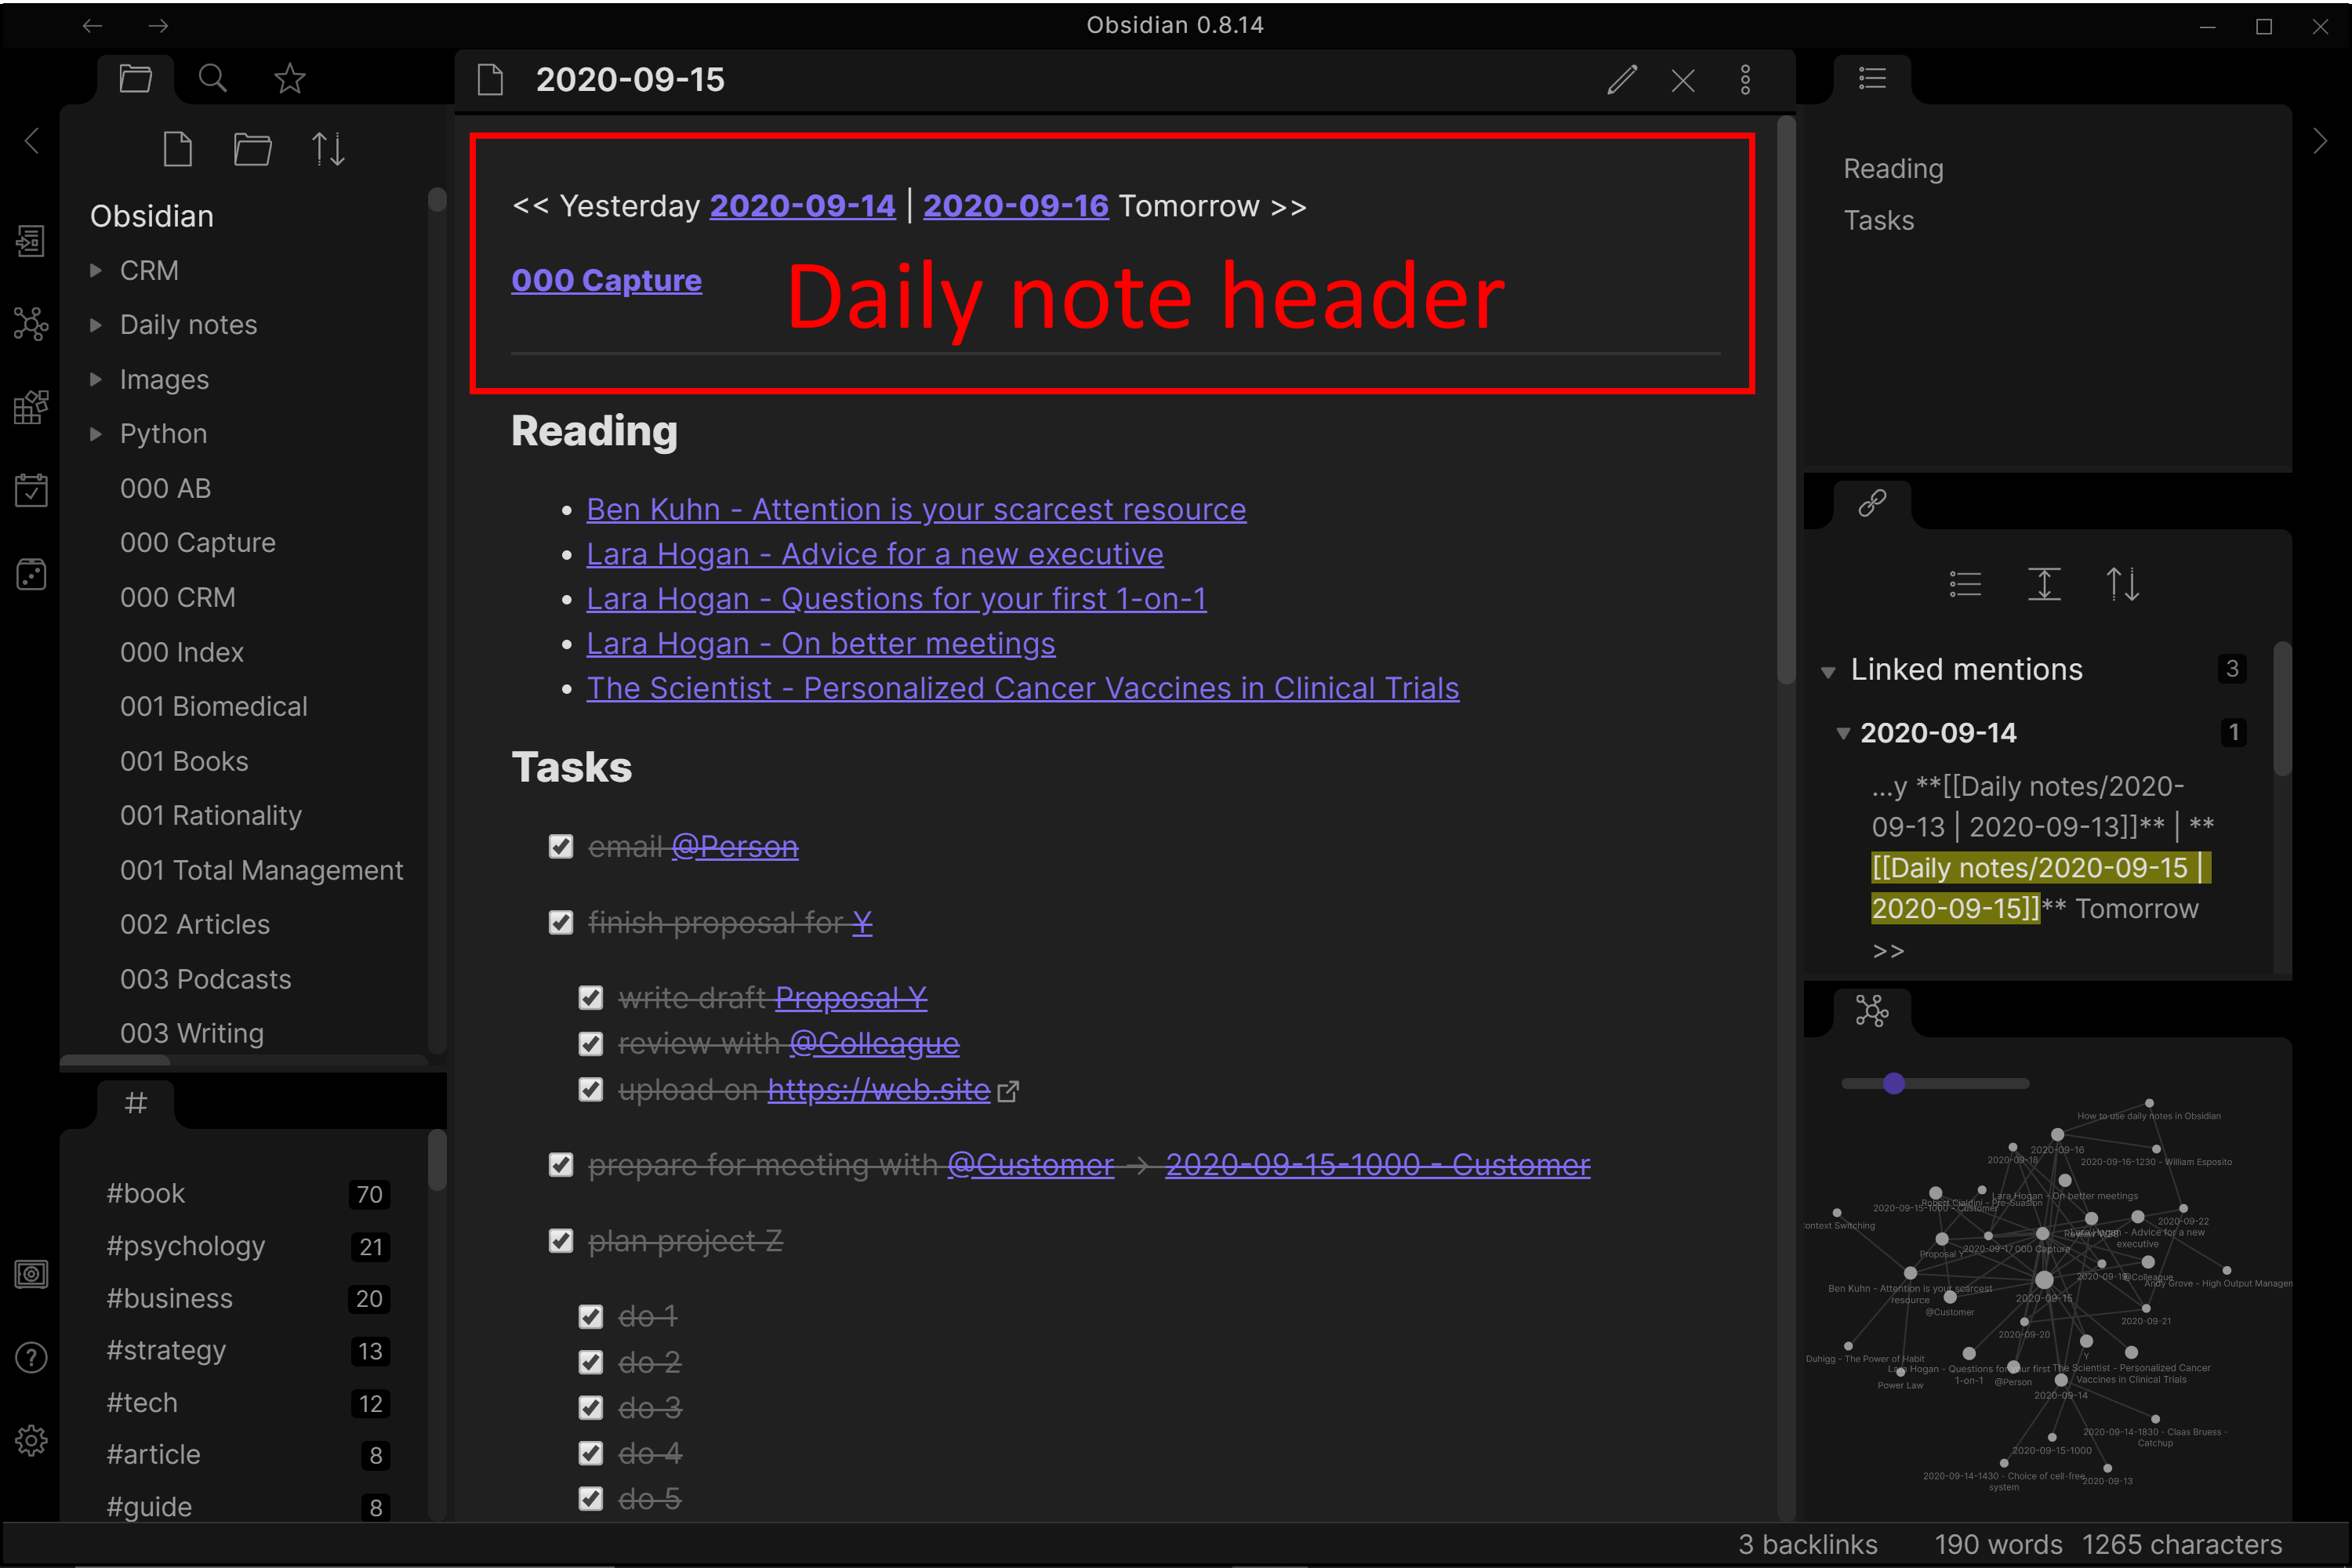 Obsidian 0.8.14
2020-09-15
Obsidian
CRM
Daily notes
Images
Python
000 AB
000 Capture
000 CRM
000 Index
001 Biomedical
001 Books
001 Rationality
001 Total Management
002 Articles
003 Podcasts
003 Writing
#
#book 70
#psychology 21
#business 20
#strategy 13
#tech 12
#article 8
#guide 8
<< Yesterday 2020-09-14 | 2020-09-16 Tomorrow >>
000 Capture
Daily note header
Reading
Ben Kuhn - Attention is your scarcest resource
Lara Hogan - Advice for a new executive
Lara Hogan - Questions for your first 1-on-1
Lara Hogan - On better meetings
The Scientist - Personalized Cancer Vaccines in Clinical Trials
Tasks
email @Person
finish proposal for Y
write draft Proposal Y
review with @Colleague
upload on https://web.site
prepare for meeting with @Customer → 2020-09-15-1000 - Customer
plan project Z
do 1
do 2
do 3
do 4
do 5
Reading
Tasks
Linked mentions 3
2020-09-14 1
...y **[[Daily notes/2020-
09-13 | 2020-09-13]]** | **
[[Daily notes/2020-09-15 |
2020-09-15]]** Tomorrow
>>
How to use daily notes in Obsidian
2020-09-16
2020-09-18
2020-09-16-1230 - William Esposito
Lara Hogan - On better meetings
Robert Cialdini - Pre-Suasion
2020-09-15-1000 - Customer
ontext Switching
2020-09-22
Hogan - Advice for a new
executive
Proposal Y
2020-09-17
000 Capture
2020-09-19
@Colleague
Andy Grove - High Output Managem
Ben Kuhn - Attention is your scarcest
resource
2020-09-15
@Customer
2020-09-21
2020-09-20
Duhigg - The Power of Habit
Y
Lara Hogan - Questions for your first
1-on-1
The Scientist - Personalized Cancer
Vaccines in Clinical Trials
@Person
Power Law
2020-09-14
2020-09-14-1830 - Claas Bruess -
Catchup
2020-09-15-1000
2020-09-14-1430 - Choice of cell-free
system
2020-09-13
3 backlinks 190 words 1265 characters